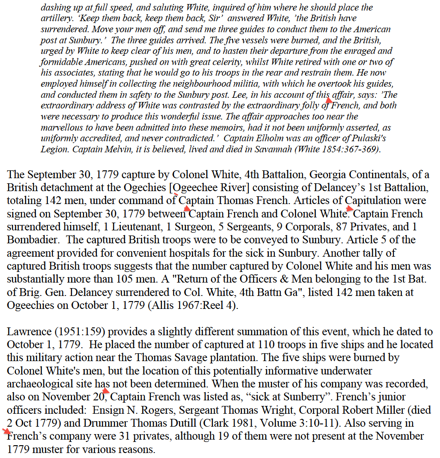 dashing up at full speed, and saluting White, inquired of him where he should place the
artillery. 'Keep them back, keep them back, Sir' answered White, 'the British have
surrendered. Move your men off, and send me three guides to conduct them to the American
post at Sunbury.' The three guides arrived. The five vessels were burned, and the British,
urged by White to keep clear of his men, and to hasten their departure from the enraged and
formidable Americans, pushed on with great celerity, whilst White retired with one or two of
his associates, stating that he would go to his troops in the rear and restrain them. He now
employed himself in collecting the neighbourhood militia, with which he overtook his guides,
and conducted them in safety to the Sunbury post. Lee, in his account of this affair, says: 'The
extraordinary address of White was contrasted by the extraordinary folly of French, and both
were necessary to produce this wonderful issue. The affair approaches too near the
marvellous to have been admitted into these memoirs, had it not been uniformly asserted, as
uniformly accredited, and never contradicted.' Captain Elholm was an officer of Pulaski's
Legion. Captain Melvin, it is believed, lived and died in Savannah (White 1854:367-369).
The September 30, 1779 capture by Colonel White, 4th Battalion, Georgia Continentals, of a
British detachment at the Ogechies [Ogeechee River] consisting of Delancey's 1st Battalion,
totaling 142 men, under command of Captain Thomas French. Articles of Capitulation were
signed on September 30, 1779 between Captain French and Colonel White. Captain French
surrendered himself, 1 Lieutenant, 1 Surgeon, 5 Sergeants, 9 Corporals, 87 Privates, and 1
Bombadier. The captured British troops were to be conveyed to Sunbury. Article 5 of the
agreement provided for convenient hospitals for the sick in Sunbury. Another tally of
captured British troops suggests that the number captured by Colonel White and his men was
substantially more than 105 men. A "Return of the Officers & Men belonging to the 1st Bat.
of Brig. Gen. Delancey surrendered to Col. White, 4th Battn Ga", listed 142 men taken at
Ogeechies on October 1, 1779 (Allis 1967:Reel 4).
Lawrence (1951:159) provides a slightly different summation of this event, which he dated to
October 1, 1779. He placed the number of captured at 110 troops in five ships and he located
this military action near the Thomas Savage plantation. The five ships were burned by
Colonel White's men, but the location of this potentially informative underwater
archaeological site has not been determined. When the muster of his company was recorded,
also on November 20, Captain French was listed as, "sick at Sunberry". French's junior
officers included: Ensign N. Rogers, Sergeant Thomas Wright, Corporal Robert Miller (died
2 Oct 1779) and Drummer Thomas Dutill (Clark 1981, Volume 3:10-11). Also serving in
French's company were 31 privates, although 19 of them were not present at the November
1779 muster for various reasons.